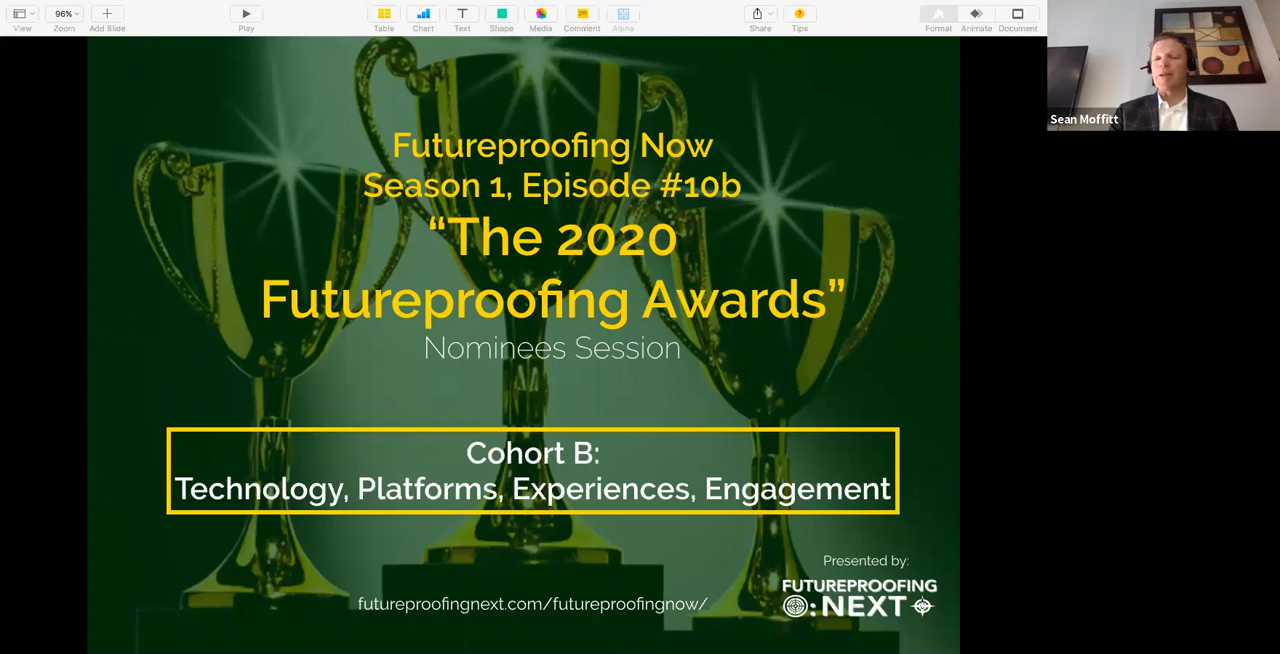 View
96%
Zoom
Add Slide
Play
Table
Chart
Text
Shape
Media
Comment
Alpha
Share
Tips
Format
Animate
Document
Sean Moffitt
Futureproofing Now
Season 1, Episode #10b
“The 2020
Futureproofing Awards”
Nominees Session
Cohort B:
Technology, Platforms, Experiences, Engagement
Presented by:
FUTUREPROOFING
: NEXT
futureproofingnext.com/futureproofingnow/